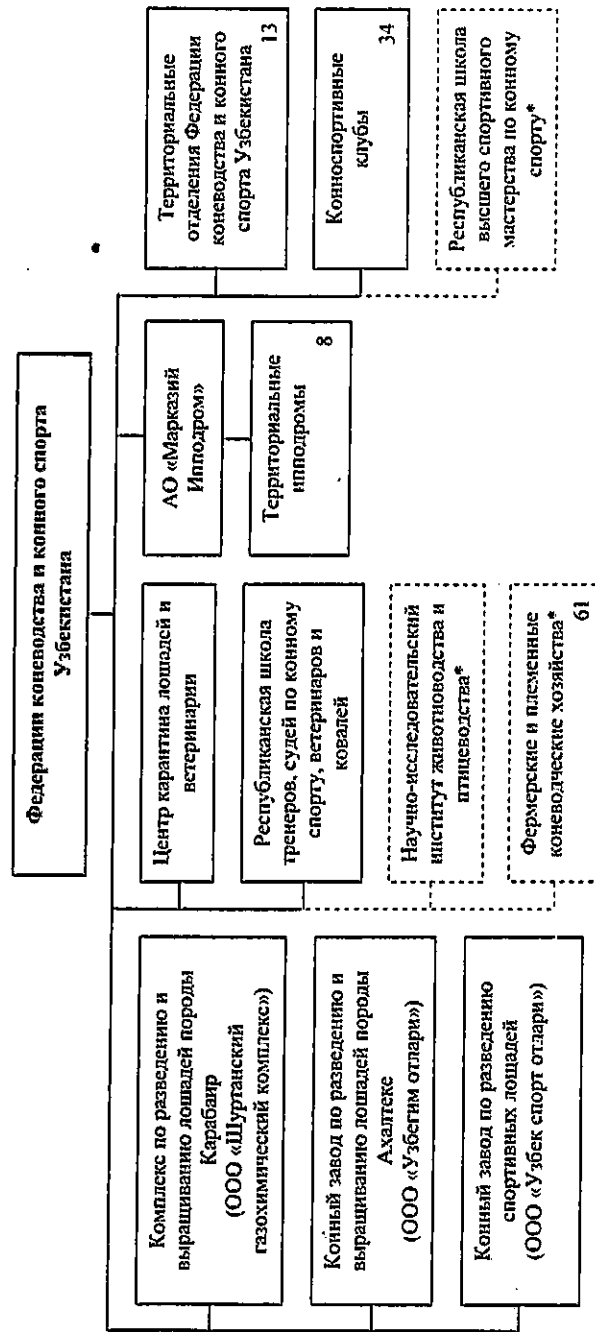 Федерации коневодства и конного спорта
Узбекистана
Комплекс по разведению и
выращиванию лошадей породы
Карабаир
(ООО «Шуртанский
газохимический комплекс»)
Конный завод по разведению и
выращиванию лошадей породы
Ахалтеке
(ООО «Узбегим отлари»)
Конный завод по разведению
спортивных лошадей
(ООО «Узбек спорт отлари»)
Центр карантина лошадей и
ветеринарии
Республиканская школа
тренеров, судей по конному
спорту, ветеринаров и
ковалей
Научно-исследовательский
институт животноводства и
птицеводства*
Фермерские и племенные
коневодческие хозяйства*
61
АО «Марказий
Ипподром»
Территориальные
ипподромы
8
Территориальные
отделения Федерации
коневодства и конного
спорта Узбекистана
13
Конноспортивные
клубы
34
Республиканская школа
высшего спортивного
мастерства по конному
спорту*